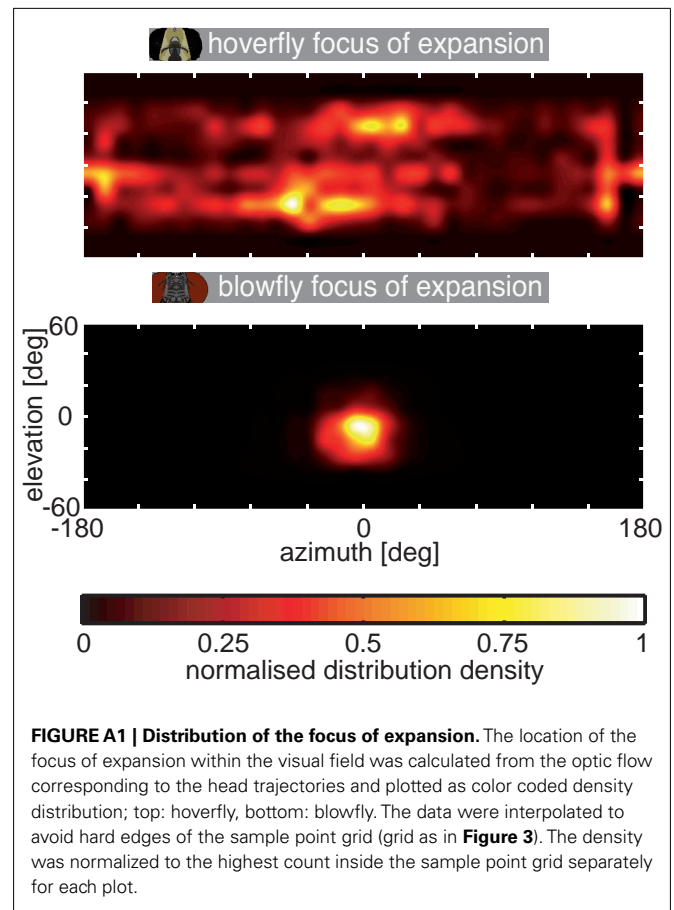 hoverfly focus of expansion
blowfly focus of expansion
elevation [deg]
60
0
-60
-180 0 180
azimuth [deg]
0 0.25 0.5 0.75 1
normalised distribution density
FIGURE A1 | Distribution of the focus of expansion. The location of the
focus of expansion within the visual field was calculated from the optic flow
corresponding to the head trajectories and plotted as color coded density
distribution; top: hoverfly, bottom: blowfly. The data were interpolated to
avoid hard edges of the sample point grid (grid as in Figure 3). The density
was normalized to the highest count inside the sample point grid separately
for each plot.